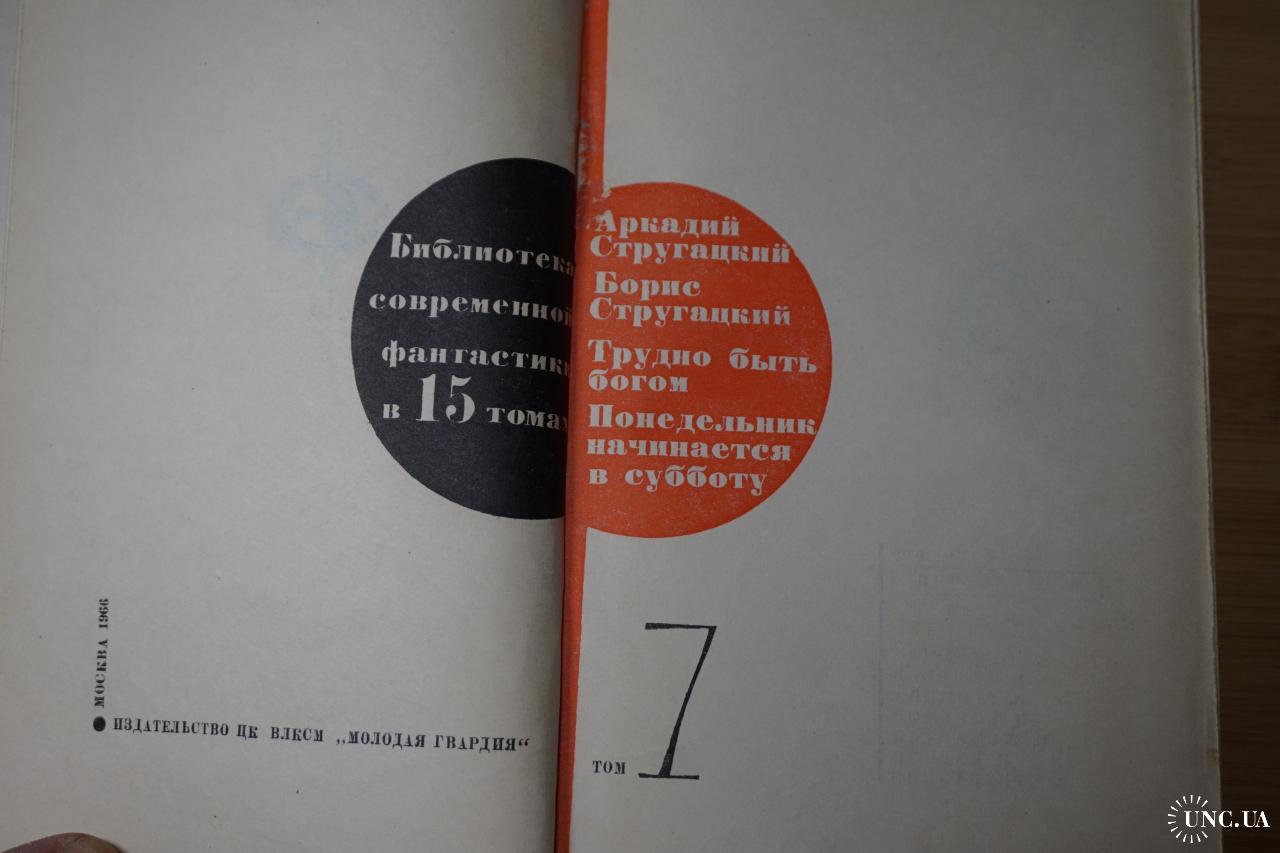 Библиотека
современной
фантастики
в 15 томах
МОСКВА 1966
ИЗДАТЕЛЬСТВО ЦК ВЛКСМ „МОЛОДАЯ ГВАРДИЯ“
Аркадий
Стругацкий
Борис
Стругацкий
Трудно быть
богом
Понедельник
начинается
в субботу
ТОМ 7
UNC.UA